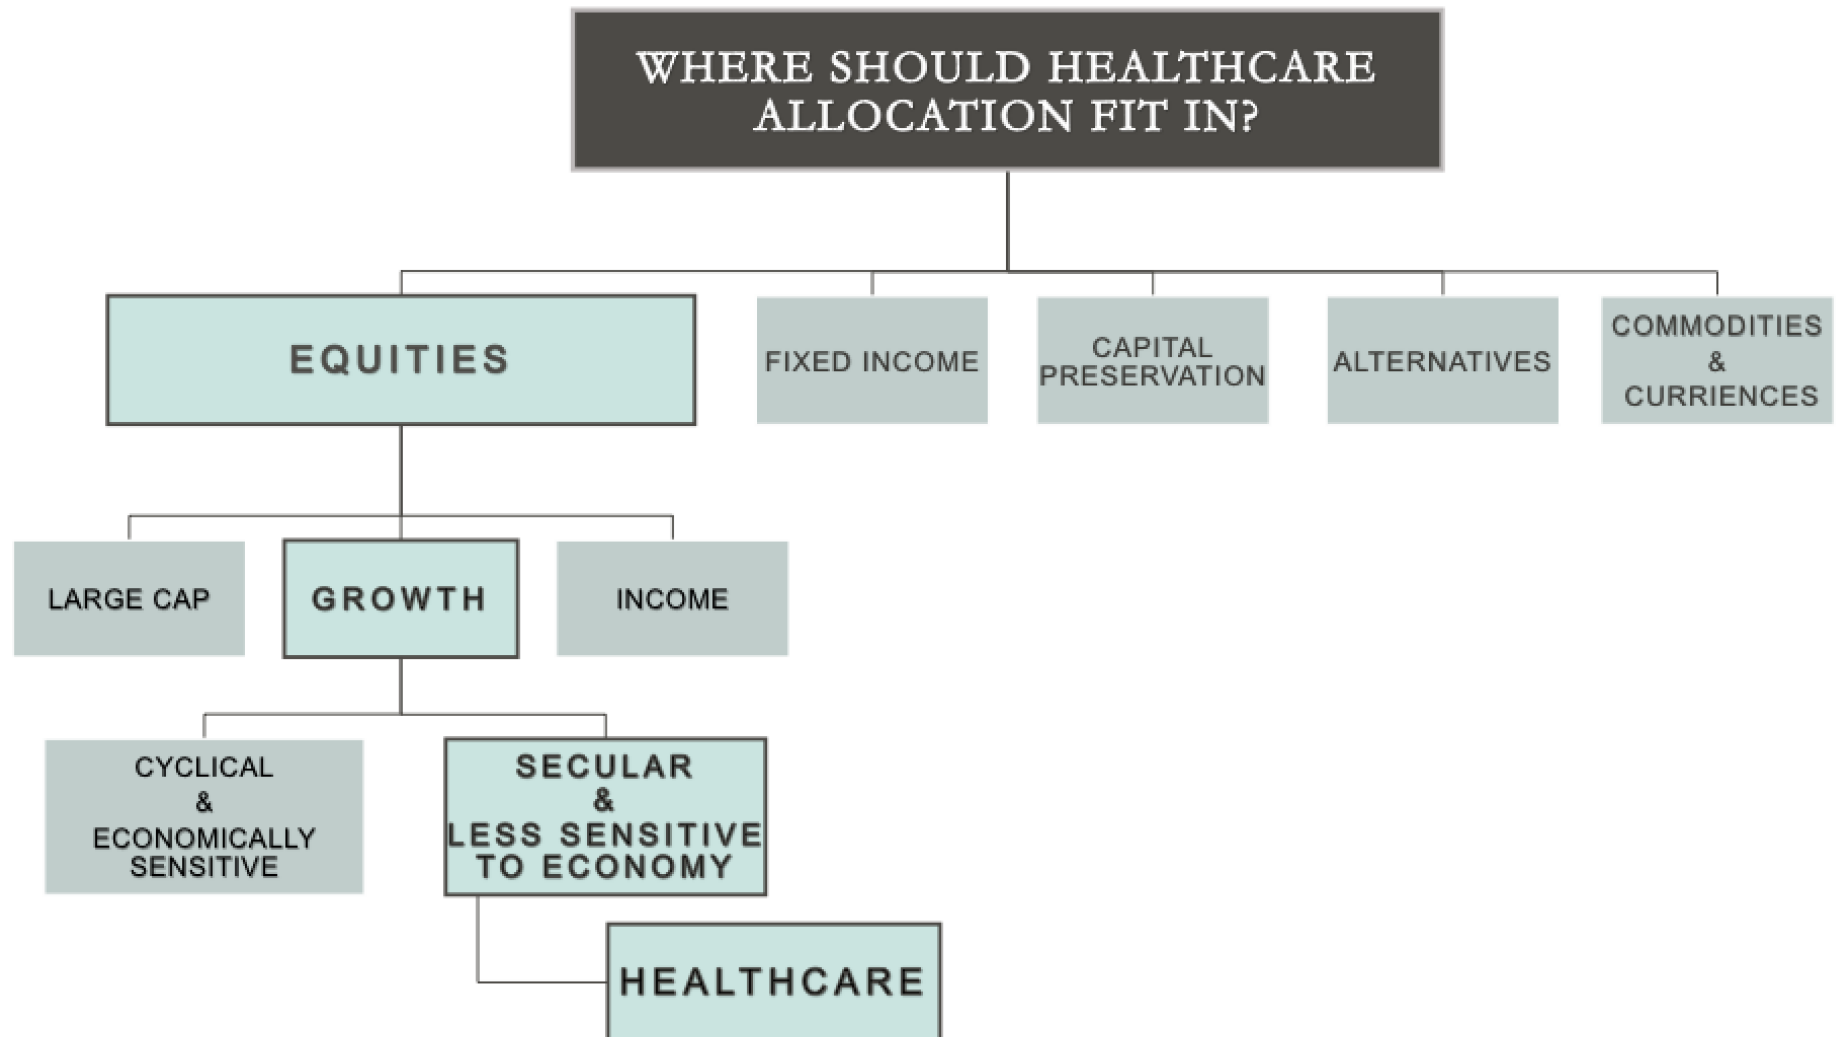 WHERE SHOULD HEALTHCARE
ALLOCATION FIT IN?
EQUITIES
FIXED INCOME
CAPITAL
PRESERVATION
ALTERNATIVES
COMMODITIES
&
CURRIENCES
LARGE CAP
GROWTH
INCOME
CYCLICAL
&
ECONOMICALLY
SENSITIVE
SECULAR
&
LESS SENSITIVE
TO ECONOMY
HEALTHCARE